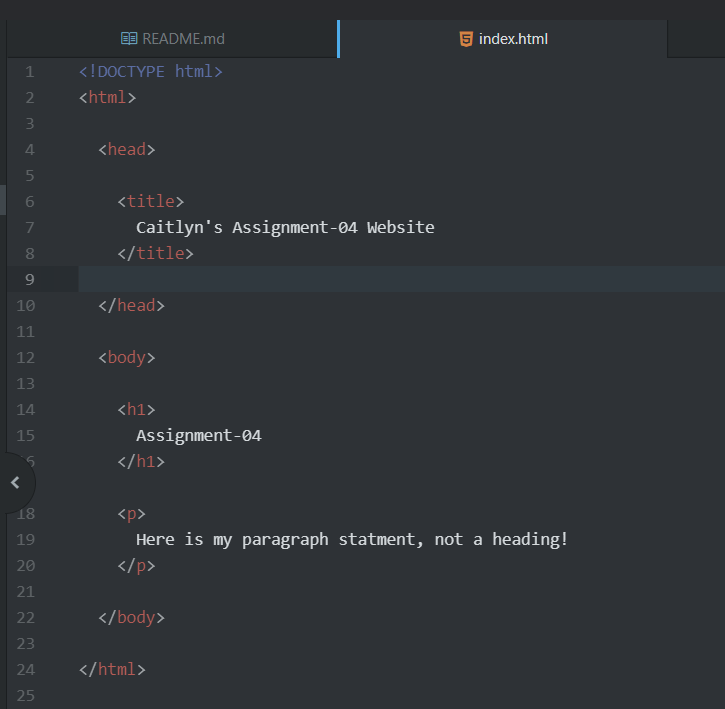 README.md
index.html
1 <!DOCTYPE html>
2 <html>
3
4 <head>
5
6 <title>
7 Caitlyn's Assignment-04 Website
8 </title>
9
10 </head>
11
12 <body>
13
14 <h1>
15 Assignment-04
</h1>
18 <p>
19 Here is my paragraph statment, not a heading!
20 </p>
21
22 </body>
23
24 </html>
25